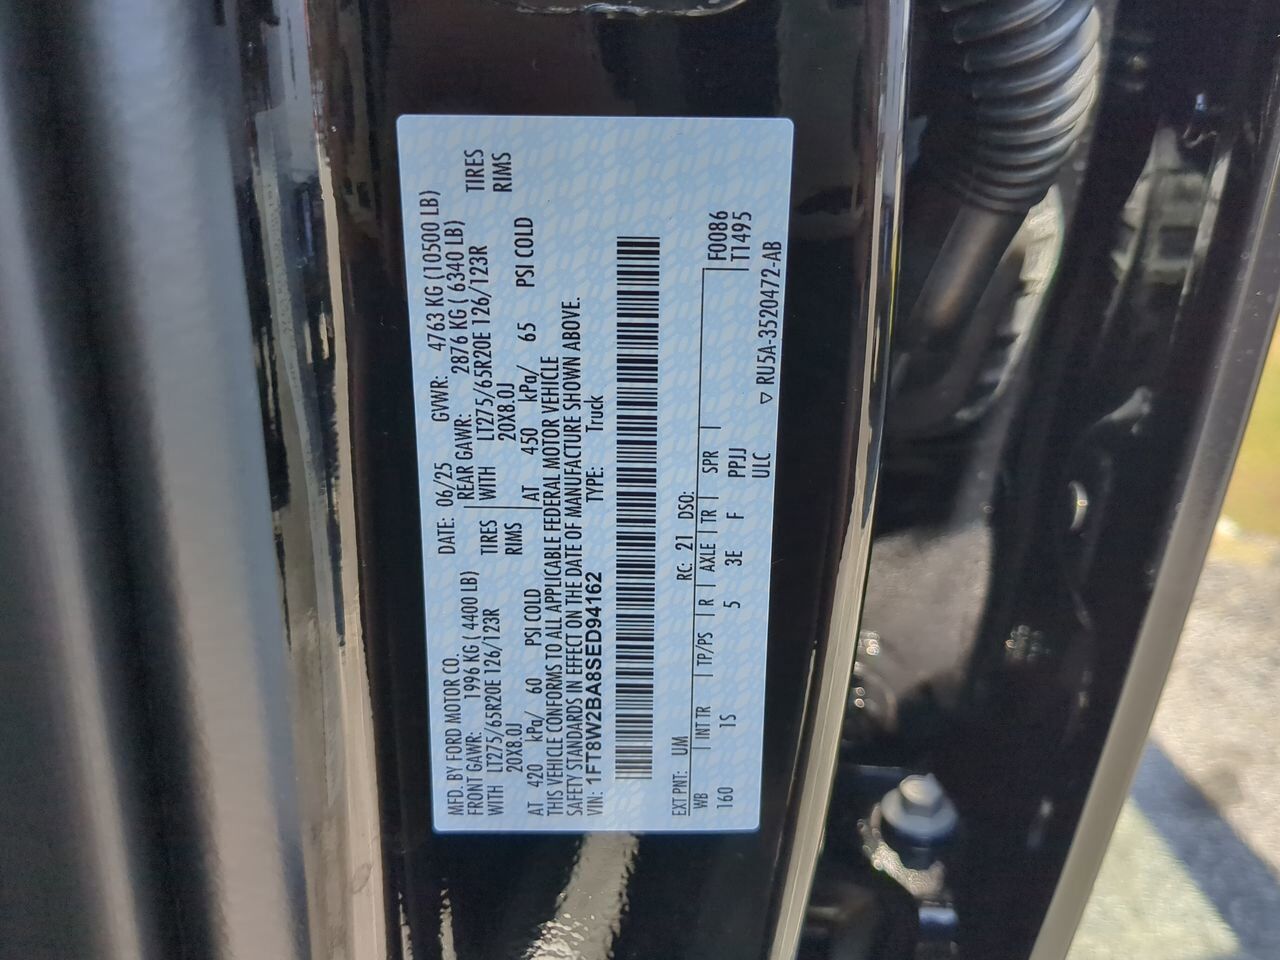 MFD. BY FORD MOTOR CO.
DATE: 06/25 GVWR: 4763 KG (10500 LB)
FRONT GAWR: 1996 KG ( 4400 LB) REAR GAWR: 2876 KG ( 6340 LB)
WITH LT275/65R20E 126/123R TIRES WITH LT275/65R20E 126/123R TIRES
20X8.0J RIMS 20X8.0J RIMS
AT 420 kPa/ 60 PSI COLD AT 450 kPa/ 65 PSI COLD
THIS VEHICLE CONFORMS TO ALL APPLICABLE FEDERAL MOTOR VEHICLE
SAFETY STANDARDS IN EFFECT ON THE DATE OF MANUFACTURE SHOWN ABOVE.
VIN: 1FT8W2BA8SED94162 TYPE: Truck
EXT PNT: UM RC: 21 DSO:
WB | INT TR | TP/PS | R | AXLE | TR | SPR | F0086
160 1S 5 3E F PPJJ T1495
ULC
▽ RU5A-3520472-AB